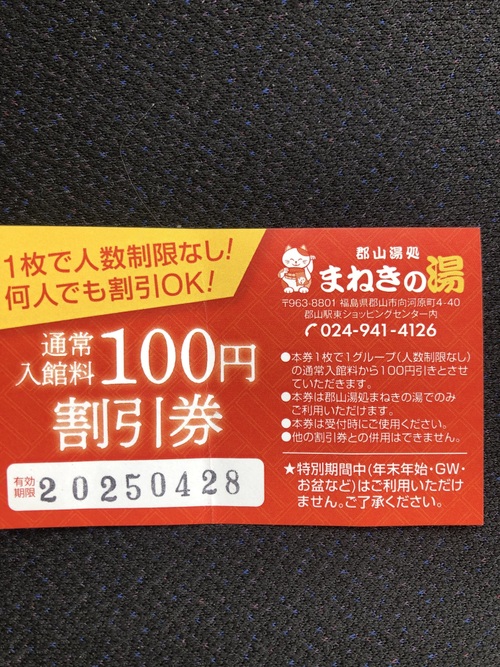 1枚で人数制限なし!
何人でも割引OK!
通常
入館料
100円
割引券
有効
期限
20250428
郡山湯処
まねきの湯
〒963-8801 福島県郡山市向河原町4-40
郡山駅東ショッピングセンター内
024-941-4126
●本券1枚で1グループ(人数制限なし)
の通常入館料から100円引きとさせ
ていただきます。
●本券は郡山湯処まねきの湯でのみ
ご利用いただけます。
●本券は受付時にご使用ください。
●他の割引券との併用はできません。
★特別期間中(年末年始・GW・
お盆など)はご利用いただけ
ません。ご了承ください。